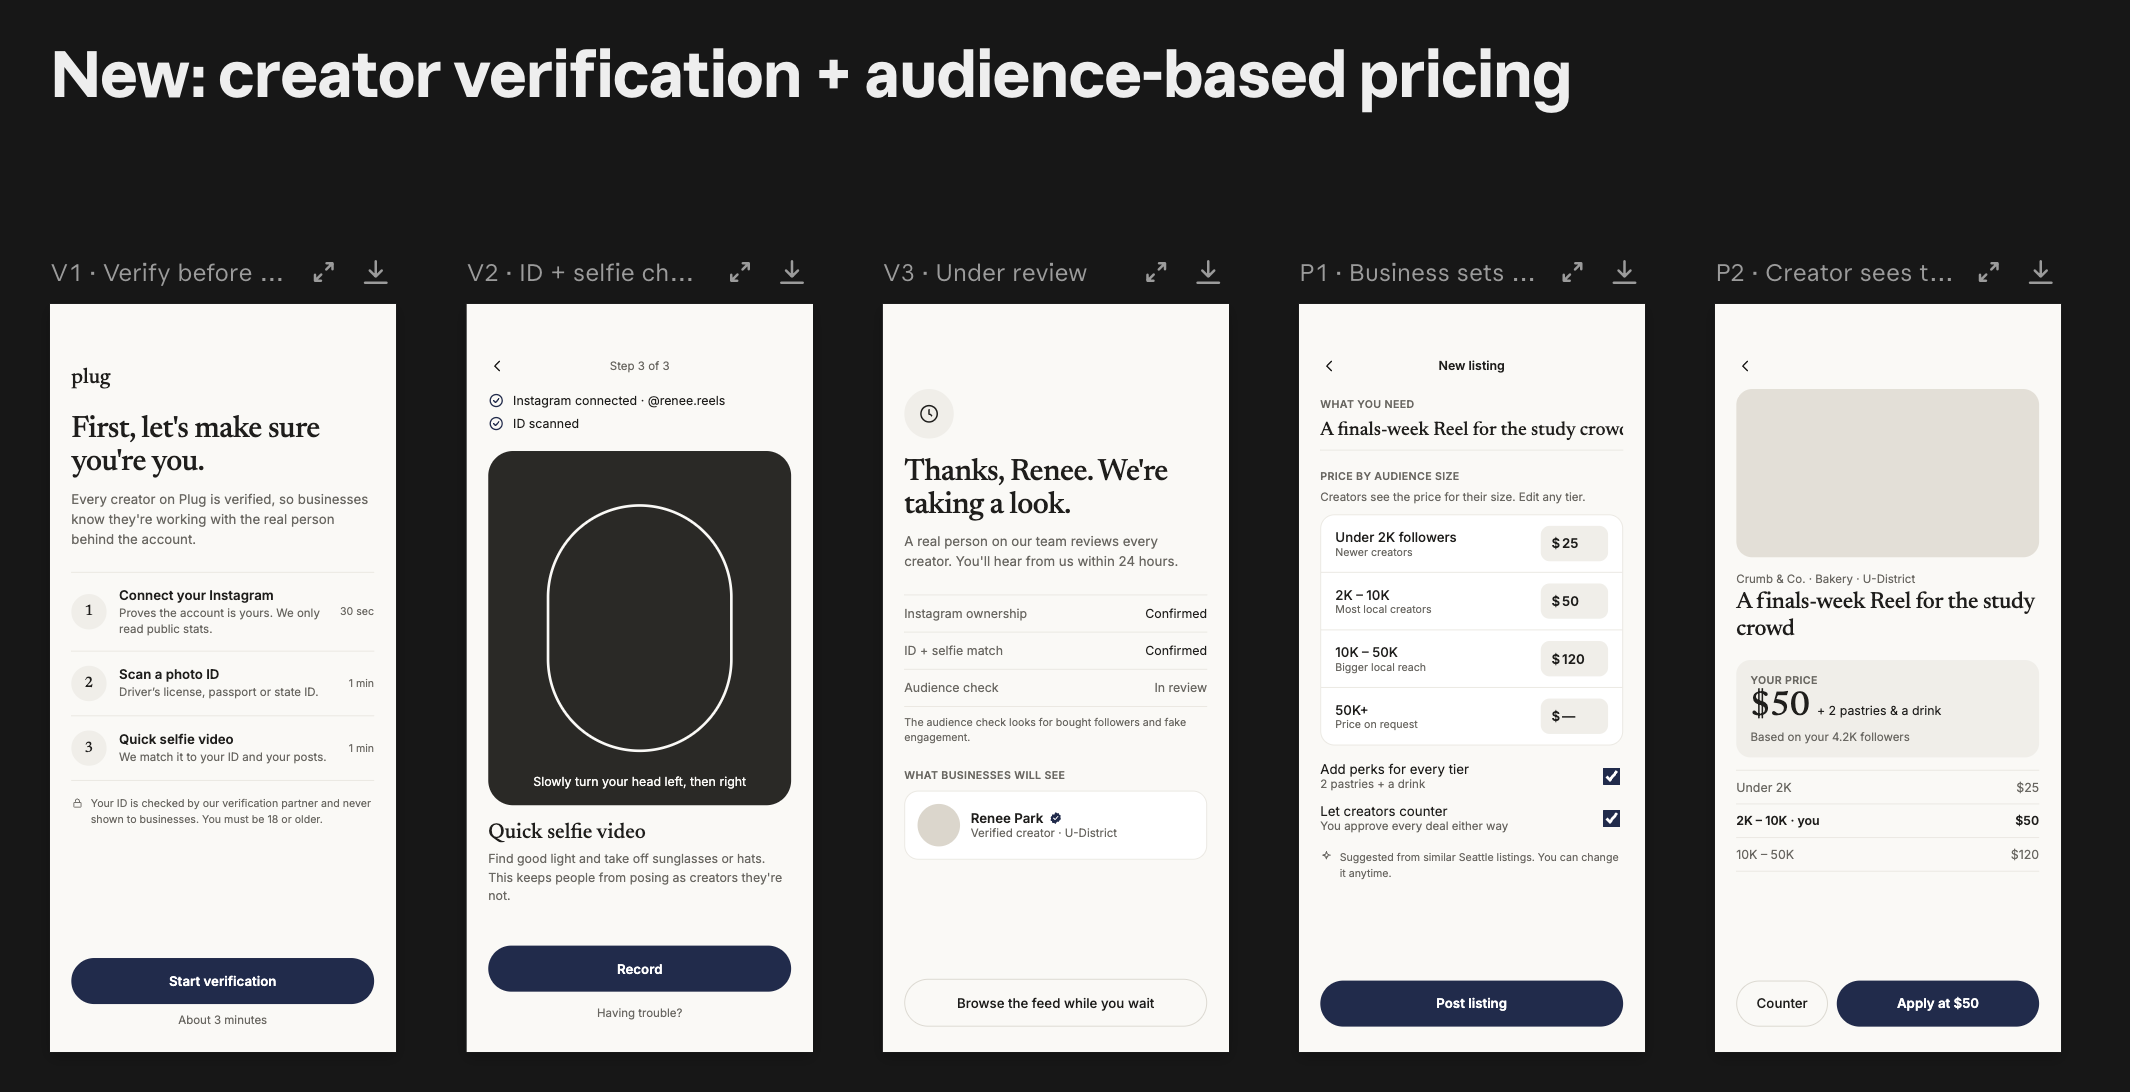 New: creator verification + audience-based pricing
V1 · Verify before ...
plug
First, let's make sure
you're you.
Every creator on Plug is verified, so businesses
know they're working with the real person
behind the account.
1
Connect your Instagram
Proves the account is yours. We only
read public stats.
30 sec
2
Scan a photo ID
Driver's license, passport or state ID.
1 min
3
Quick selfie video
We match it to your ID and your posts.
1 min
Your ID is checked by our verification partner and never
shown to businesses. You must be 18 or older.
Start verification
About 3 minutes
V2 · ID + selfie ch...
Step 3 of 3
Instagram connected · @renee.reels
ID scanned
Slowly turn your head left, then right
Quick selfie video
Find good light and take off sunglasses or hats.
This keeps people from posing as creators they're
not.
Record
Having trouble?
V3 · Under review
Thanks, Renee. We're
taking a look.
A real person on our team reviews every
creator. You'll hear from us within 24 hours.
Instagram ownership Confirmed
ID + selfie match Confirmed
Audience check In review
The audience check looks for bought followers and fake
engagement.
WHAT BUSINESSES WILL SEE
Renee Park
Verified creator · U-District
Browse the feed while you wait
P1 · Business sets ...
New listing
WHAT YOU NEED
A finals-week Reel for the study crowd
PRICE BY AUDIENCE SIZE
Creators see the price for their size. Edit any tier.
Under 2K followers
Newer creators
$25
2K – 10K
Most local creators
$50
10K – 50K
Bigger local reach
$120
50K+
Price on request
$—
Add perks for every tier
2 pastries + a drink
Let creators counter
You approve every deal either way
Suggested from similar Seattle listings. You can change
it anytime.
Post listing
P2 · Creator sees t...
Crumb & Co. · Bakery · U-District
A finals-week Reel for the study
crowd
YOUR PRICE
$50 + 2 pastries & a drink
Based on your 4.2K followers
Under 2K $25
2K – 10K · you $50
10K – 50K $120
Counter
Apply at $50